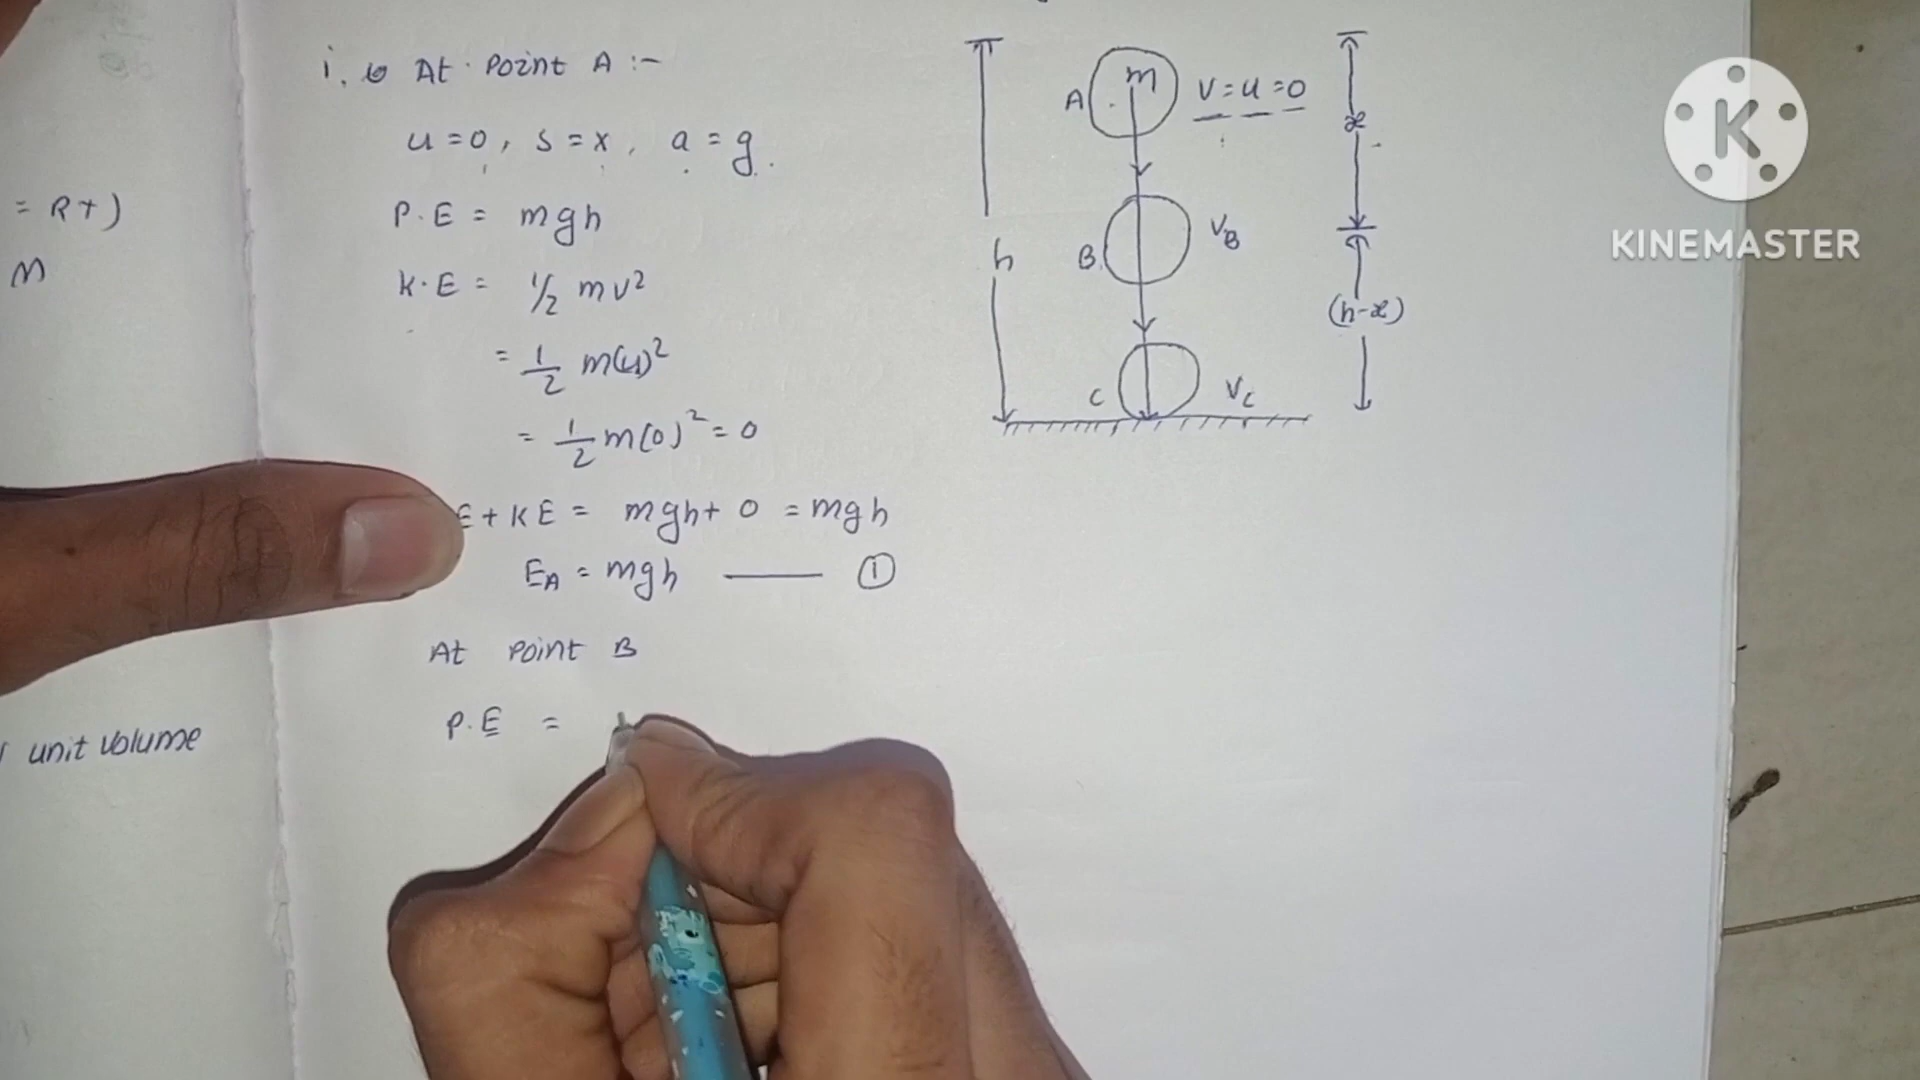 i. At Point A :-
u = 0, s = x, a = g.
P.E = mgh
K.E = 1/2 mv²
= 1/2 m(u)²
= 1/2 m(0)² = 0
E + KE = mgh + 0 = mgh
E_A = mgh —— ①
At Point B
P.E =
= RT)
M
unit volume
A
m
V = u = 0
x
h
B
V_B
(h-x)
C
V_C
K
KINEMASTER